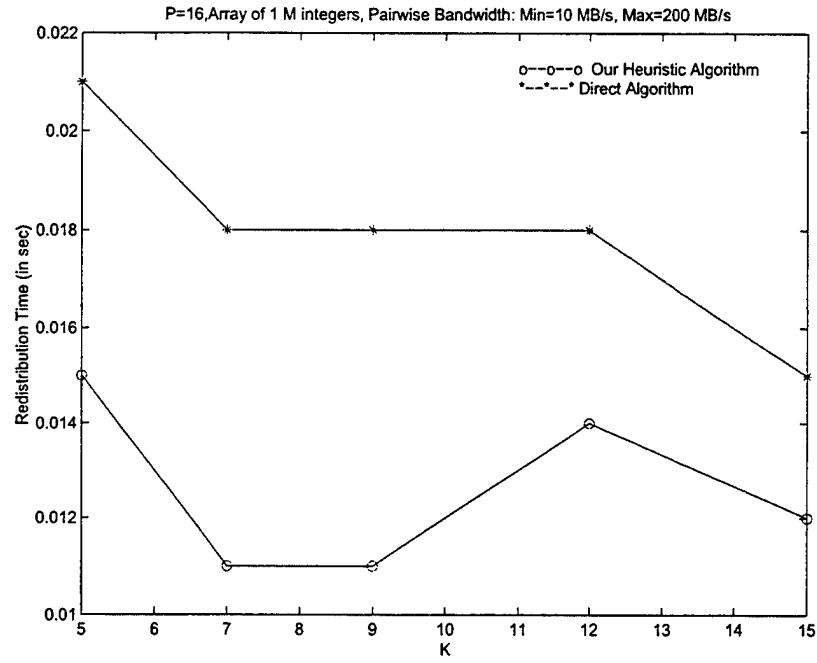 P=16,Array of 1 M integers, Pairwise Bandwidth: Min=10 MB/s, Max=200 MB/s
o--o--o Our Heuristic Algorithm
*--*--* Direct Algorithm
Redistribution Time (in sec)
0.022
0.02
0.018
0.016
0.014
0.012
0.01
5 6 7 8 9 10 11 12 13 14 15
K